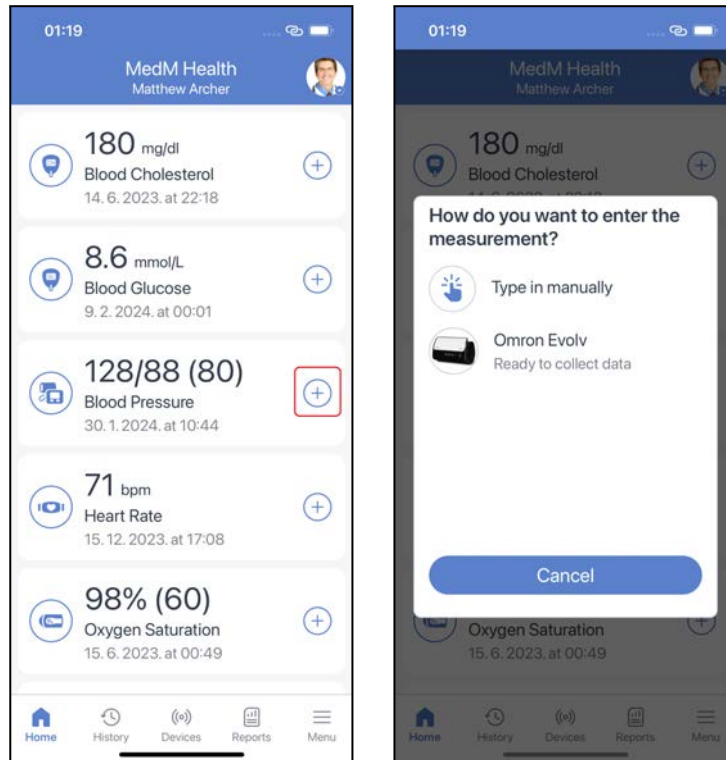 01:19
MedM Health
Matthew Archer
180 mg/dl
Blood Cholesterol
14. 6. 2023. at 22:18
8.6 mmol/L
Blood Glucose
9. 2. 2024. at 00:01
128/88 (80)
Blood Pressure
30. 1. 2024. at 10:44
71 bpm
Heart Rate
15. 12. 2023. at 17:08
98% (60)
Oxygen Saturation
15. 6. 2023. at 00:49
Home History Devices Reports Menu
01:19
MedM Health
Matthew Archer
180 mg/dl
Blood Cholesterol
How do you want to enter the
measurement?
Type in manually
Omron Evolv
Ready to collect data
Cancel
Oxygen Saturation
15. 6. 2023. at 00:49
Home History Devices Reports Menu